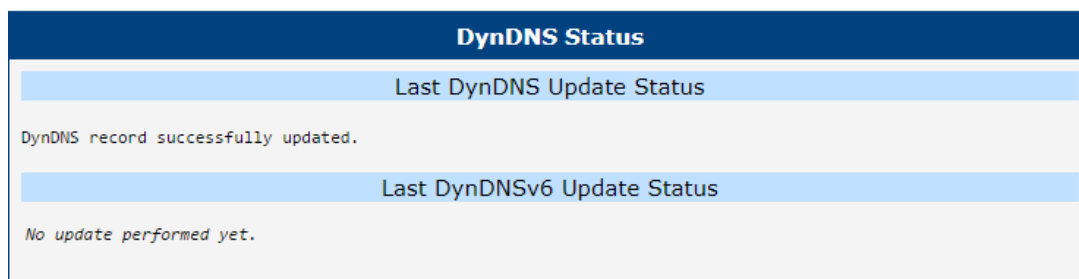 DynDNS Status
Last DynDNS Update Status
DynDNS record successfully updated.
Last DynDNSv6 Update Status
No update performed yet.